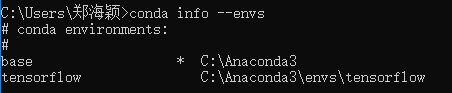 C:\Users\郑海颖>conda info --envs
# conda environments:
#
base                  *  C:\Anaconda3
tensorflow               C:\Anaconda3\envs\tensorflow